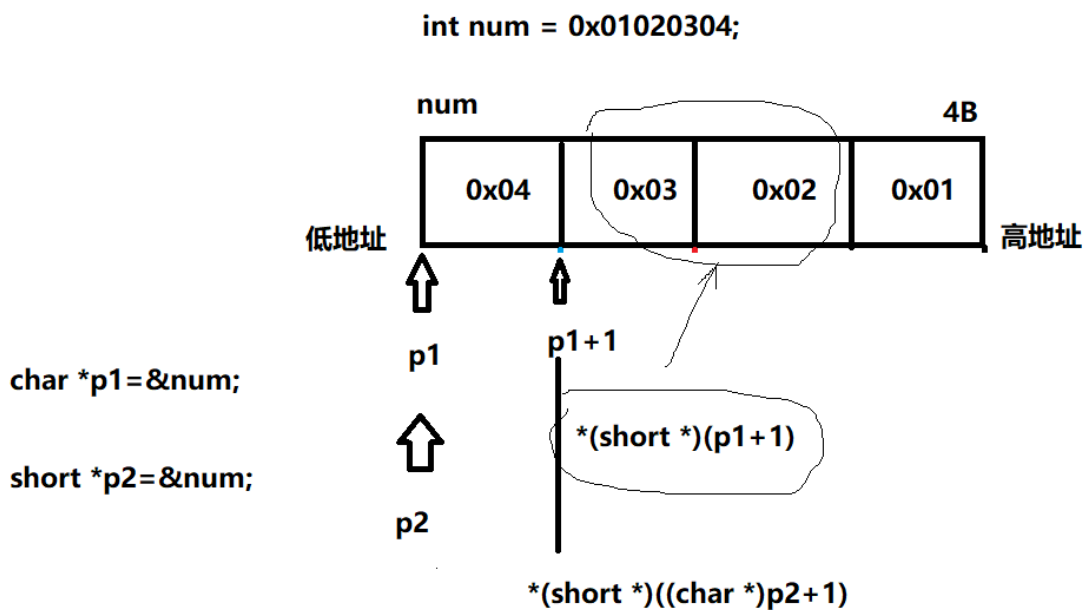 int num = 0x01020304;
num
4B
0x04 0x03 0x02 0x01
低地址
高地址
p1
p1+1
char *p1=&num;
*(short *)(p1+1)
short *p2=&num;
p2
*(short *)((char *)p2+1)